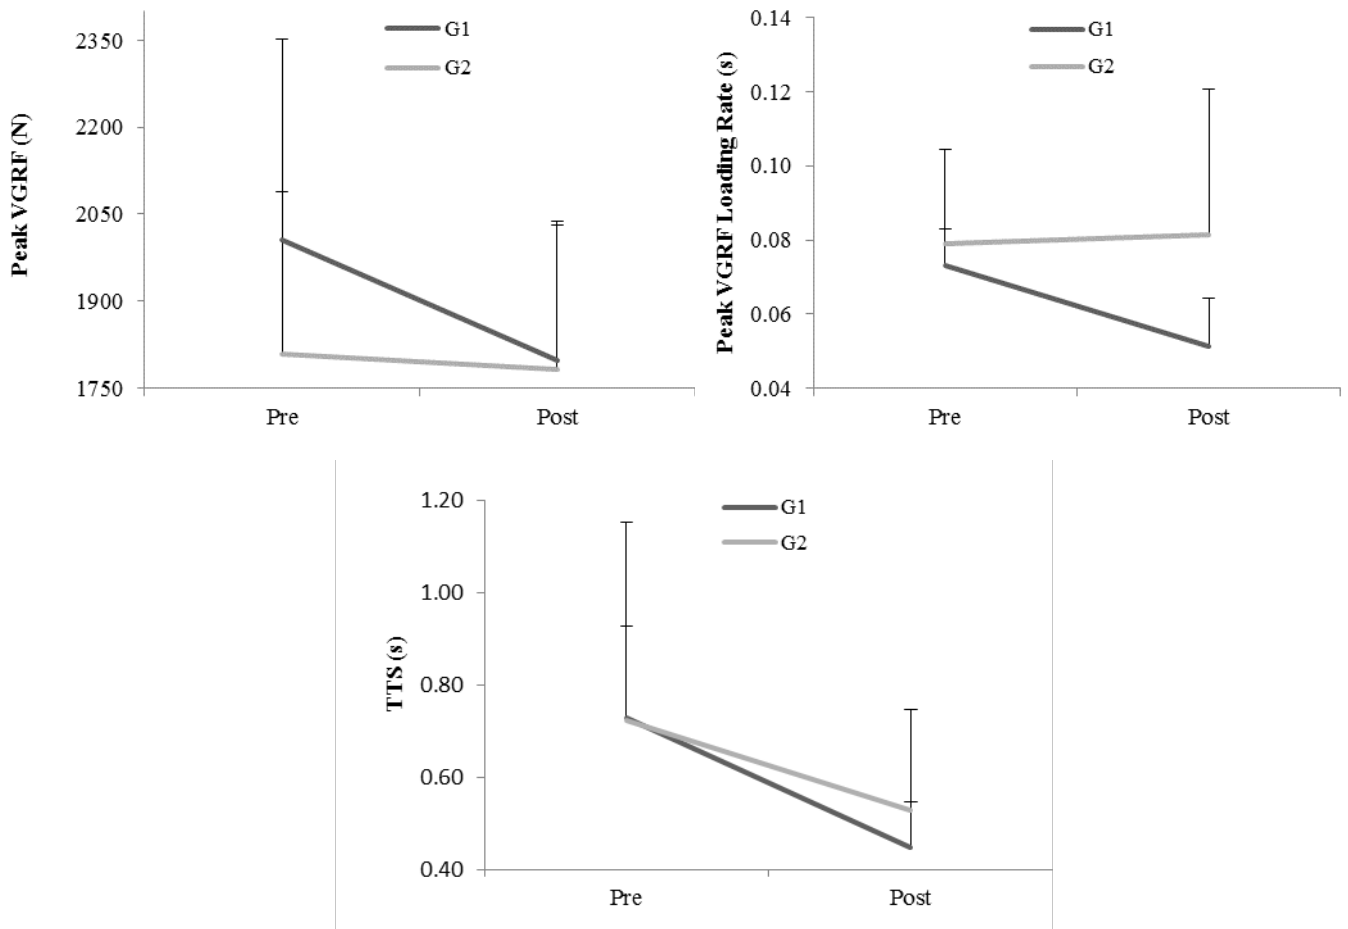 Peak VGRF (N)
2350
2200
2050
1900
1750
G1
G2
Pre
Post
Peak VGRF Loading Rate (s)
0.14
0.12
0.10
0.08
0.06
0.04
G1
G2
Pre
Post
TTS (s)
1.20
1.00
0.80
0.60
0.40
G1
G2
Pre
Post